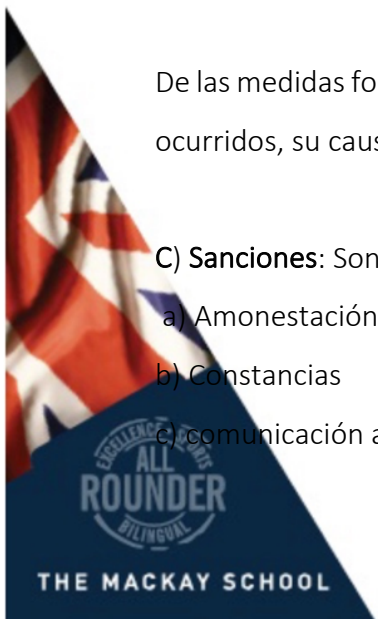 De las medidas fo
ocurridos, su caus
C) Sanciones: Son
a) Amonestación
b) Constancias
c) comunicación a
EXCELLENCE SPORTS
ALL
ROUNDER
BILINGUAL
THE MACKAY SCHOOL